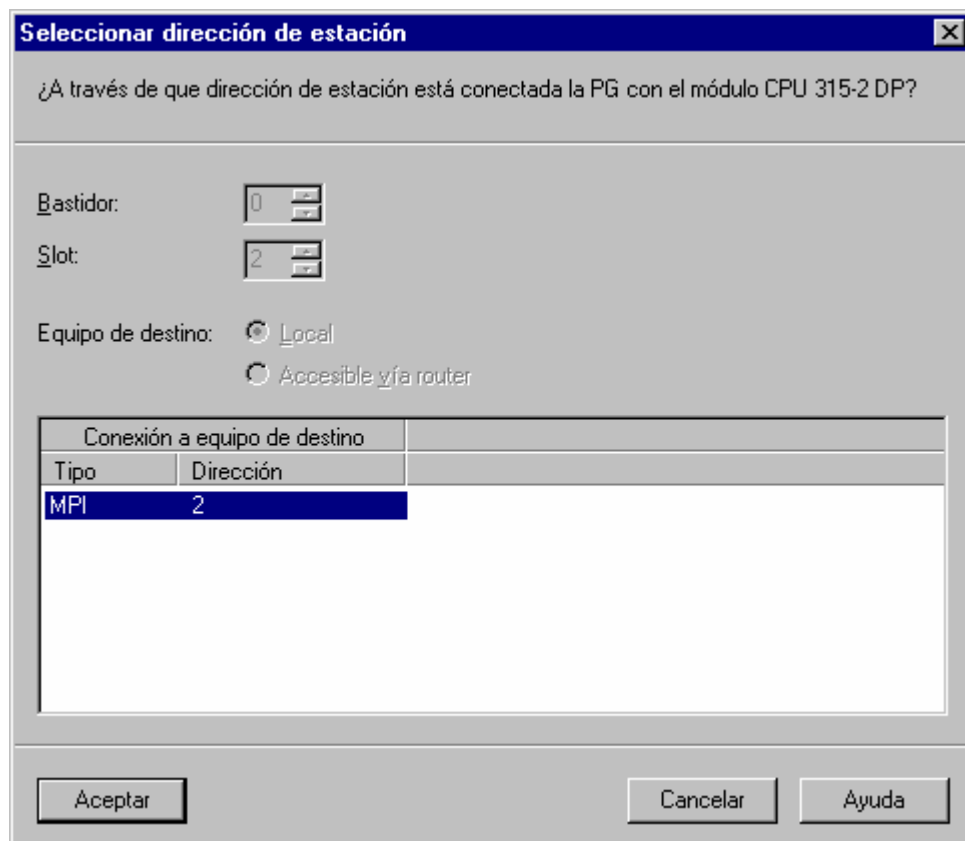 Seleccionar dirección de estación
¿A través de que dirección de estación está conectada la PG con el módulo CPU 315-2 DP?
Bastidor: 0
Slot: 2
Equipo de destino: Local
Accesible vía router
Conexión a equipo de destino
Tipo Dirección
MPI 2
Aceptar Cancelar Ayuda